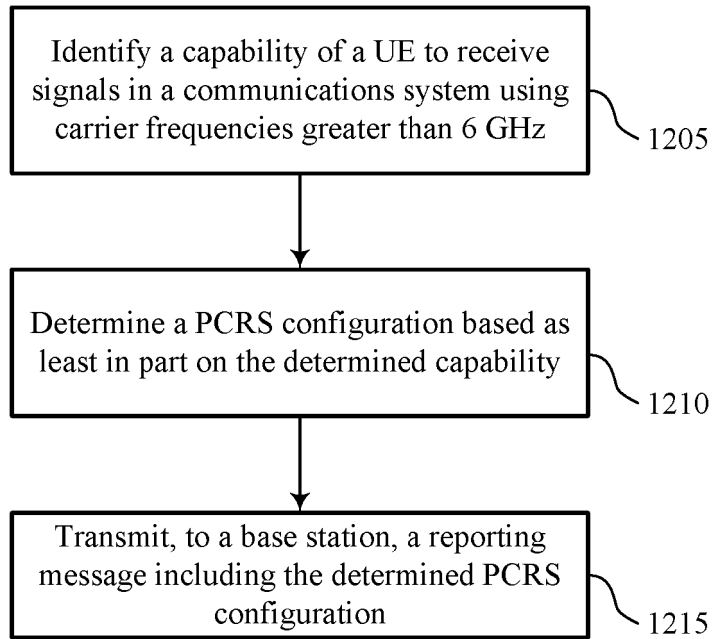 Identify a capability of a UE to receive
signals in a communications system using
carrier frequencies greater than 6 GHz
1205
Determine a PCRS configuration based as
least in part on the determined capability
1210
Transmit, to a base station, a reporting
message including the determined PCRS
configuration
1215